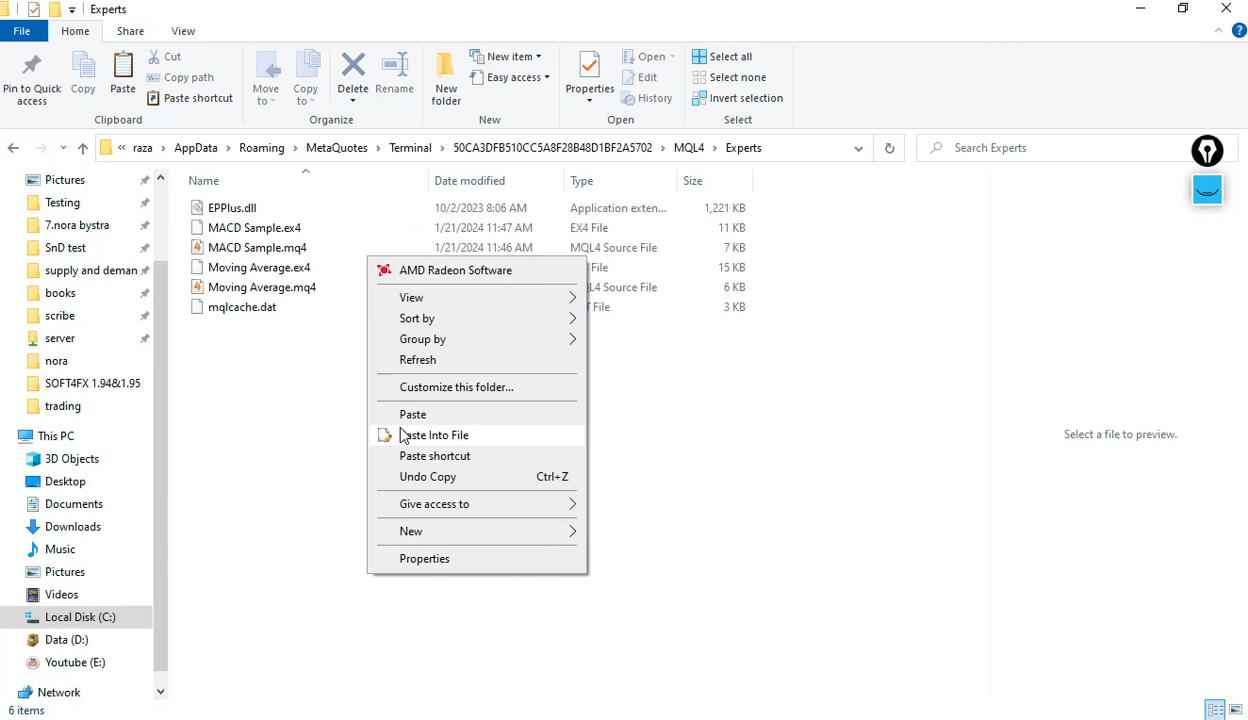 Experts
File Home Share View
Pin to Quick access
Copy
Paste
Cut
Copy path
Paste shortcut
Clipboard
Move to
Copy to
Delete
Rename
Organize
New folder
New item
Easy access
New
Properties
Open
Edit
History
Open
Select all
Select none
Invert selection
Select
« raza › AppData › Roaming › MetaQuotes › Terminal › 50CA3DFB510CC5A8F28B48D1BF2A5702 › MQL4 › Experts
Search Experts
Pictures
Testing
7.nora bystra
SnD test
supply and deman
books
scribe
server
nora
SOFT4FX 1.94&1.95
trading
This PC
3D Objects
Desktop
Documents
Downloads
Music
Pictures
Videos
Local Disk (C:)
Data (D:)
Youtube (E:)
Network
Name Date modified Type Size
EPPlus.dll 10/2/2023 8:06 AM Application exten... 1,221 KB
MACD Sample.ex4 1/21/2024 11:47 AM EX4 File 11 KB
MACD Sample.mq4 1/21/2024 11:46 AM MQL4 Source File 7 KB
Moving Average.ex4 File 15 KB
Moving Average.mq4 L4 Source File 6 KB
mqlcache.dat T File 3 KB
AMD Radeon Software
View
Sort by
Group by
Refresh
Customize this folder...
Paste
aste Into File
Paste shortcut
Undo Copy Ctrl+Z
Give access to
New
Properties
Select a file to preview.
6 items